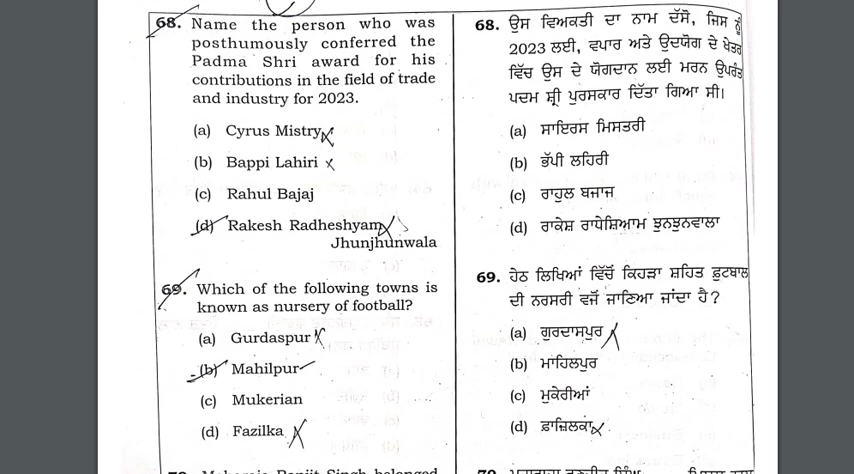 68. Name the person who was
posthumously conferred the
Padma Shri award for his
contributions in the field of trade
and industry for 2023.
(a) Cyrus Mistry
(b) Bappi Lahiri
(c) Rahul Bajaj
(d) Rakesh Radheshyam
Jhunjhunwala
69. Which of the following towns is
known as nursery of football?
(a) Gurdaspur
(b) Mahilpur
(c) Mukerian
(d) Fazilka
68. ਉਸ ਵਿਅਕਤੀ ਦਾ ਨਾਮ ਦੱਸੋ, ਜਿਸ ਨੂੰ
2023 ਲਈ, ਵਪਾਰ ਅਤੇ ਉਦਯੋਗ ਦੇ ਖੇਤਰ
ਵਿੱਚ ਉਸ ਦੇ ਯੋਗਦਾਨ ਲਈ ਮਰਨ ਉਪਰੰਤ
ਪਦਮ ਸ਼੍ਰੀ ਪੁਰਸਕਾਰ ਦਿੱਤਾ ਗਿਆ ਸੀ।
(a) ਸਾਇਰਸ ਮਿਸਤਰੀ
(b) ਭੱਪੀ ਲਹਿਰੀ
(c) ਰਾਹੁਲ ਬਜਾਜ
(d) ਰਾਕੇਸ਼ ਰਾਧੇਸ਼ਿਆਮ ਝੁਨਝੁਨਵਾਲਾ
69. ਹੇਠ ਲਿਖਿਆਂ ਵਿੱਚੋਂ ਕਿਹੜਾ ਸ਼ਹਿਤ ਫ਼ੁਟਬਾਲ
ਦੀ ਨਰਸਰੀ ਵਜੋਂ ਜਾਣਿਆ ਜਾਂਦਾ ਹੈ?
(a) ਗੁਰਦਾਸਪੁਰ
(b) ਮਾਹਿਲਪੁਰ
(c) ਮੁਕੇਰੀਆਂ
(d) ਫ਼ਾਜ਼ਿਲਕਾ